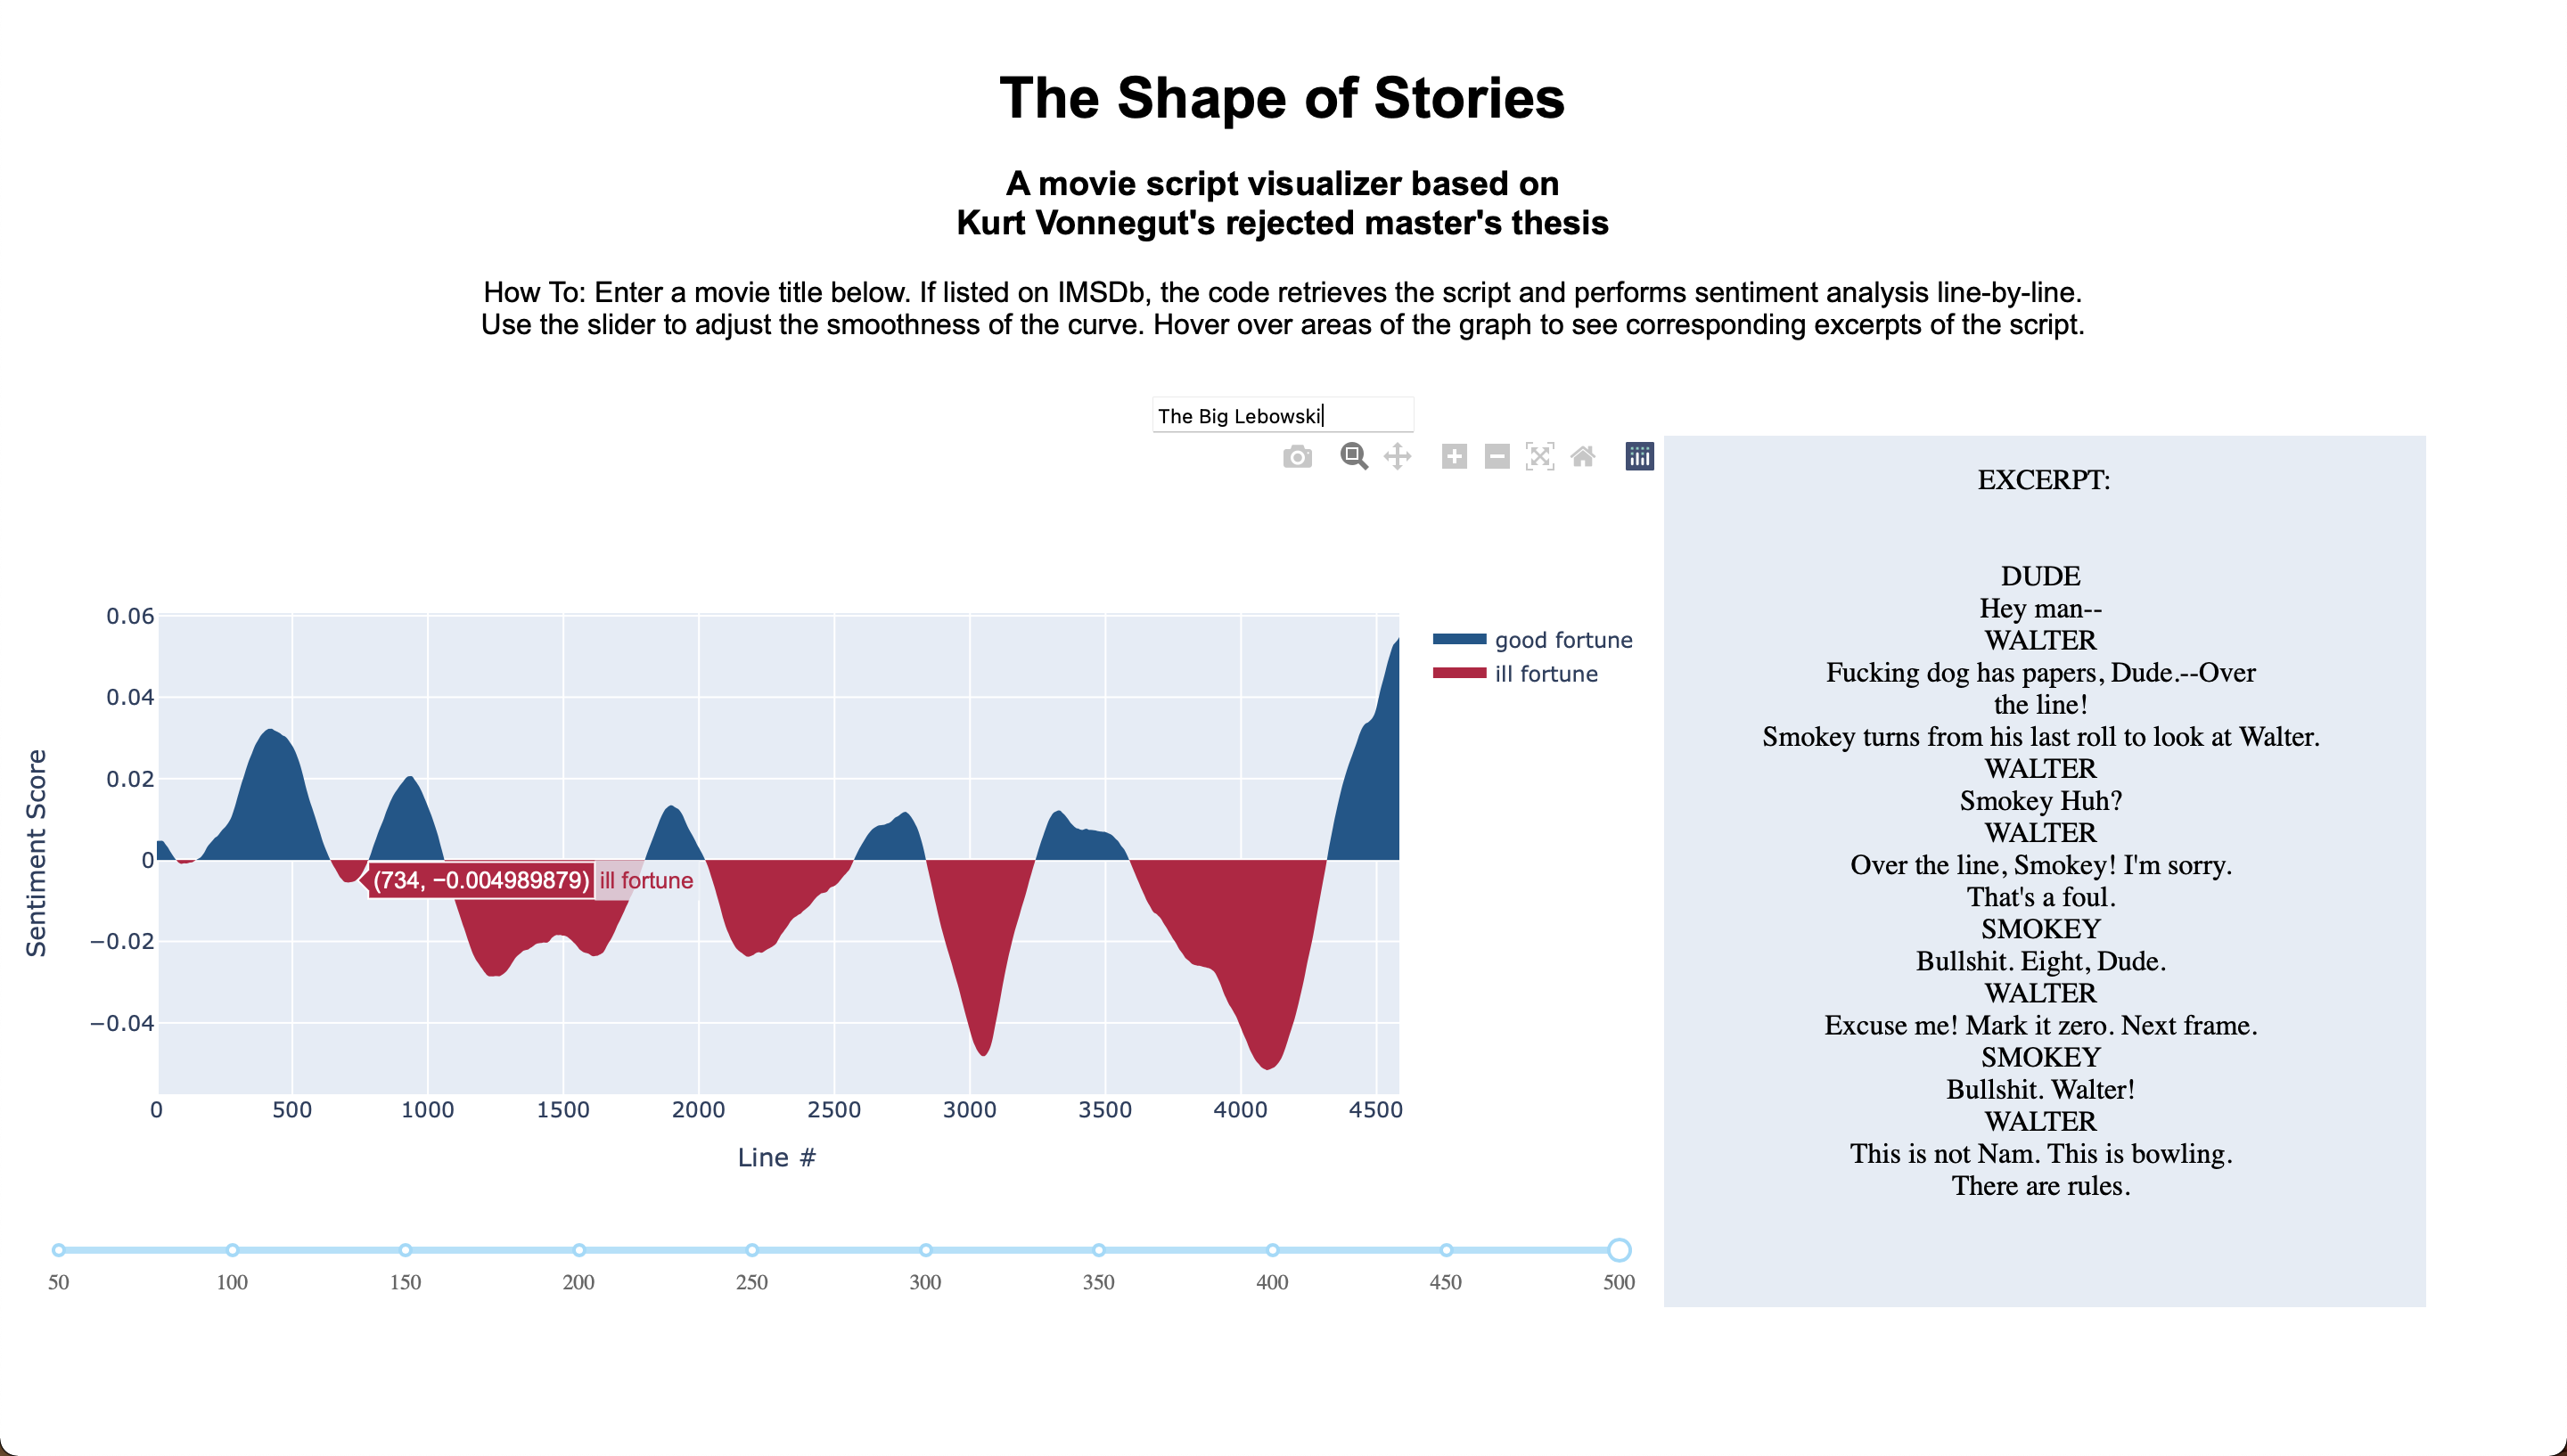 The Shape of Stories
A movie script visualizer based on
Kurt Vonnegut's rejected master's thesis
How To: Enter a movie title below. If listed on IMSDb, the code retrieves the script and performs sentiment analysis line-by-line.
Use the slider to adjust the smoothness of the curve. Hover over areas of the graph to see corresponding excerpts of the script.
The Big Lebowski
0.06
0.04
0.02
0
−0.02
−0.04
Sentiment Score
0 500 1000 1500 2000 2500 3000 3500 4000 4500
Line #
(734, −0.004989879) ill fortune
good fortune
ill fortune
50 100 150 200 250 300 350 400 450 500
EXCERPT:
DUDE
Hey man--
WALTER
Fucking dog has papers, Dude.--Over
the line!
Smokey turns from his last roll to look at Walter.
WALTER
Smokey Huh?
WALTER
Over the line, Smokey! I'm sorry.
That's a foul.
SMOKEY
Bullshit. Eight, Dude.
WALTER
Excuse me! Mark it zero. Next frame.
SMOKEY
Bullshit. Walter!
WALTER
This is not Nam. This is bowling.
There are rules.